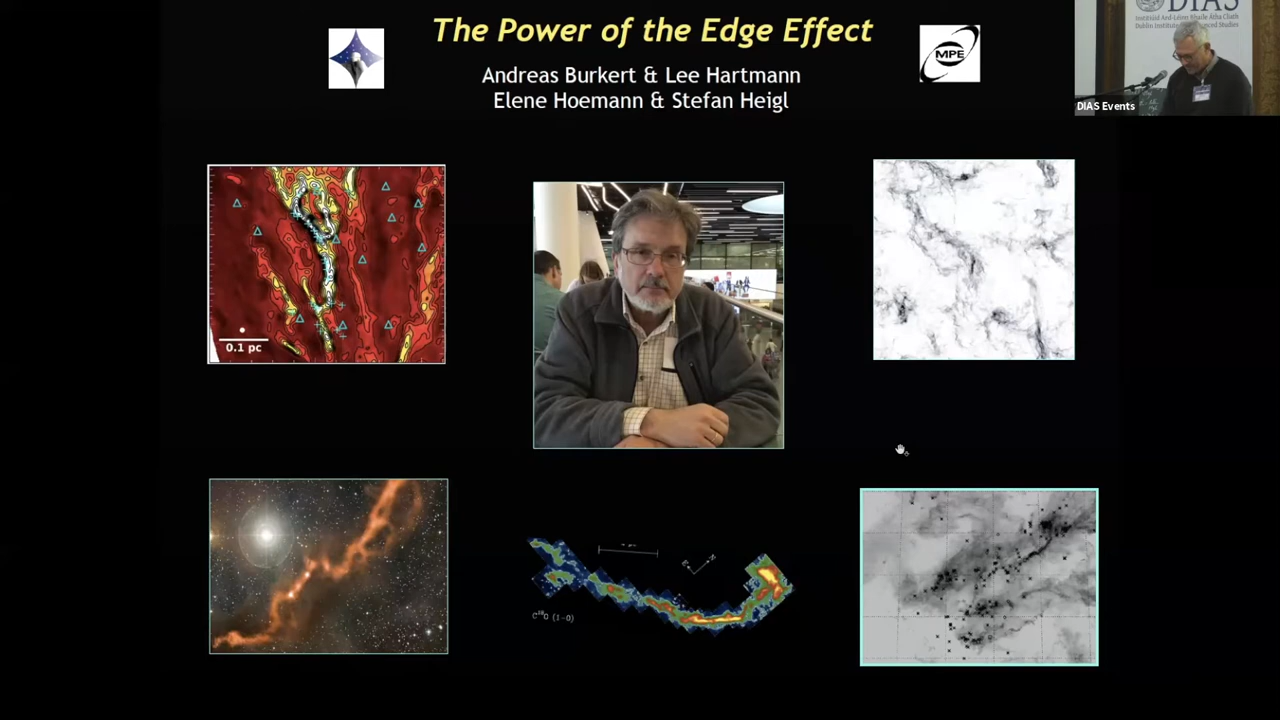 The Power of the Edge Effect
MPE
Andreas Burkert & Lee Hartmann
Elene Hoemann & Stefan Heigl
DIAS
DIAS Events
0.1 pc
C¹⁸O (1-0)